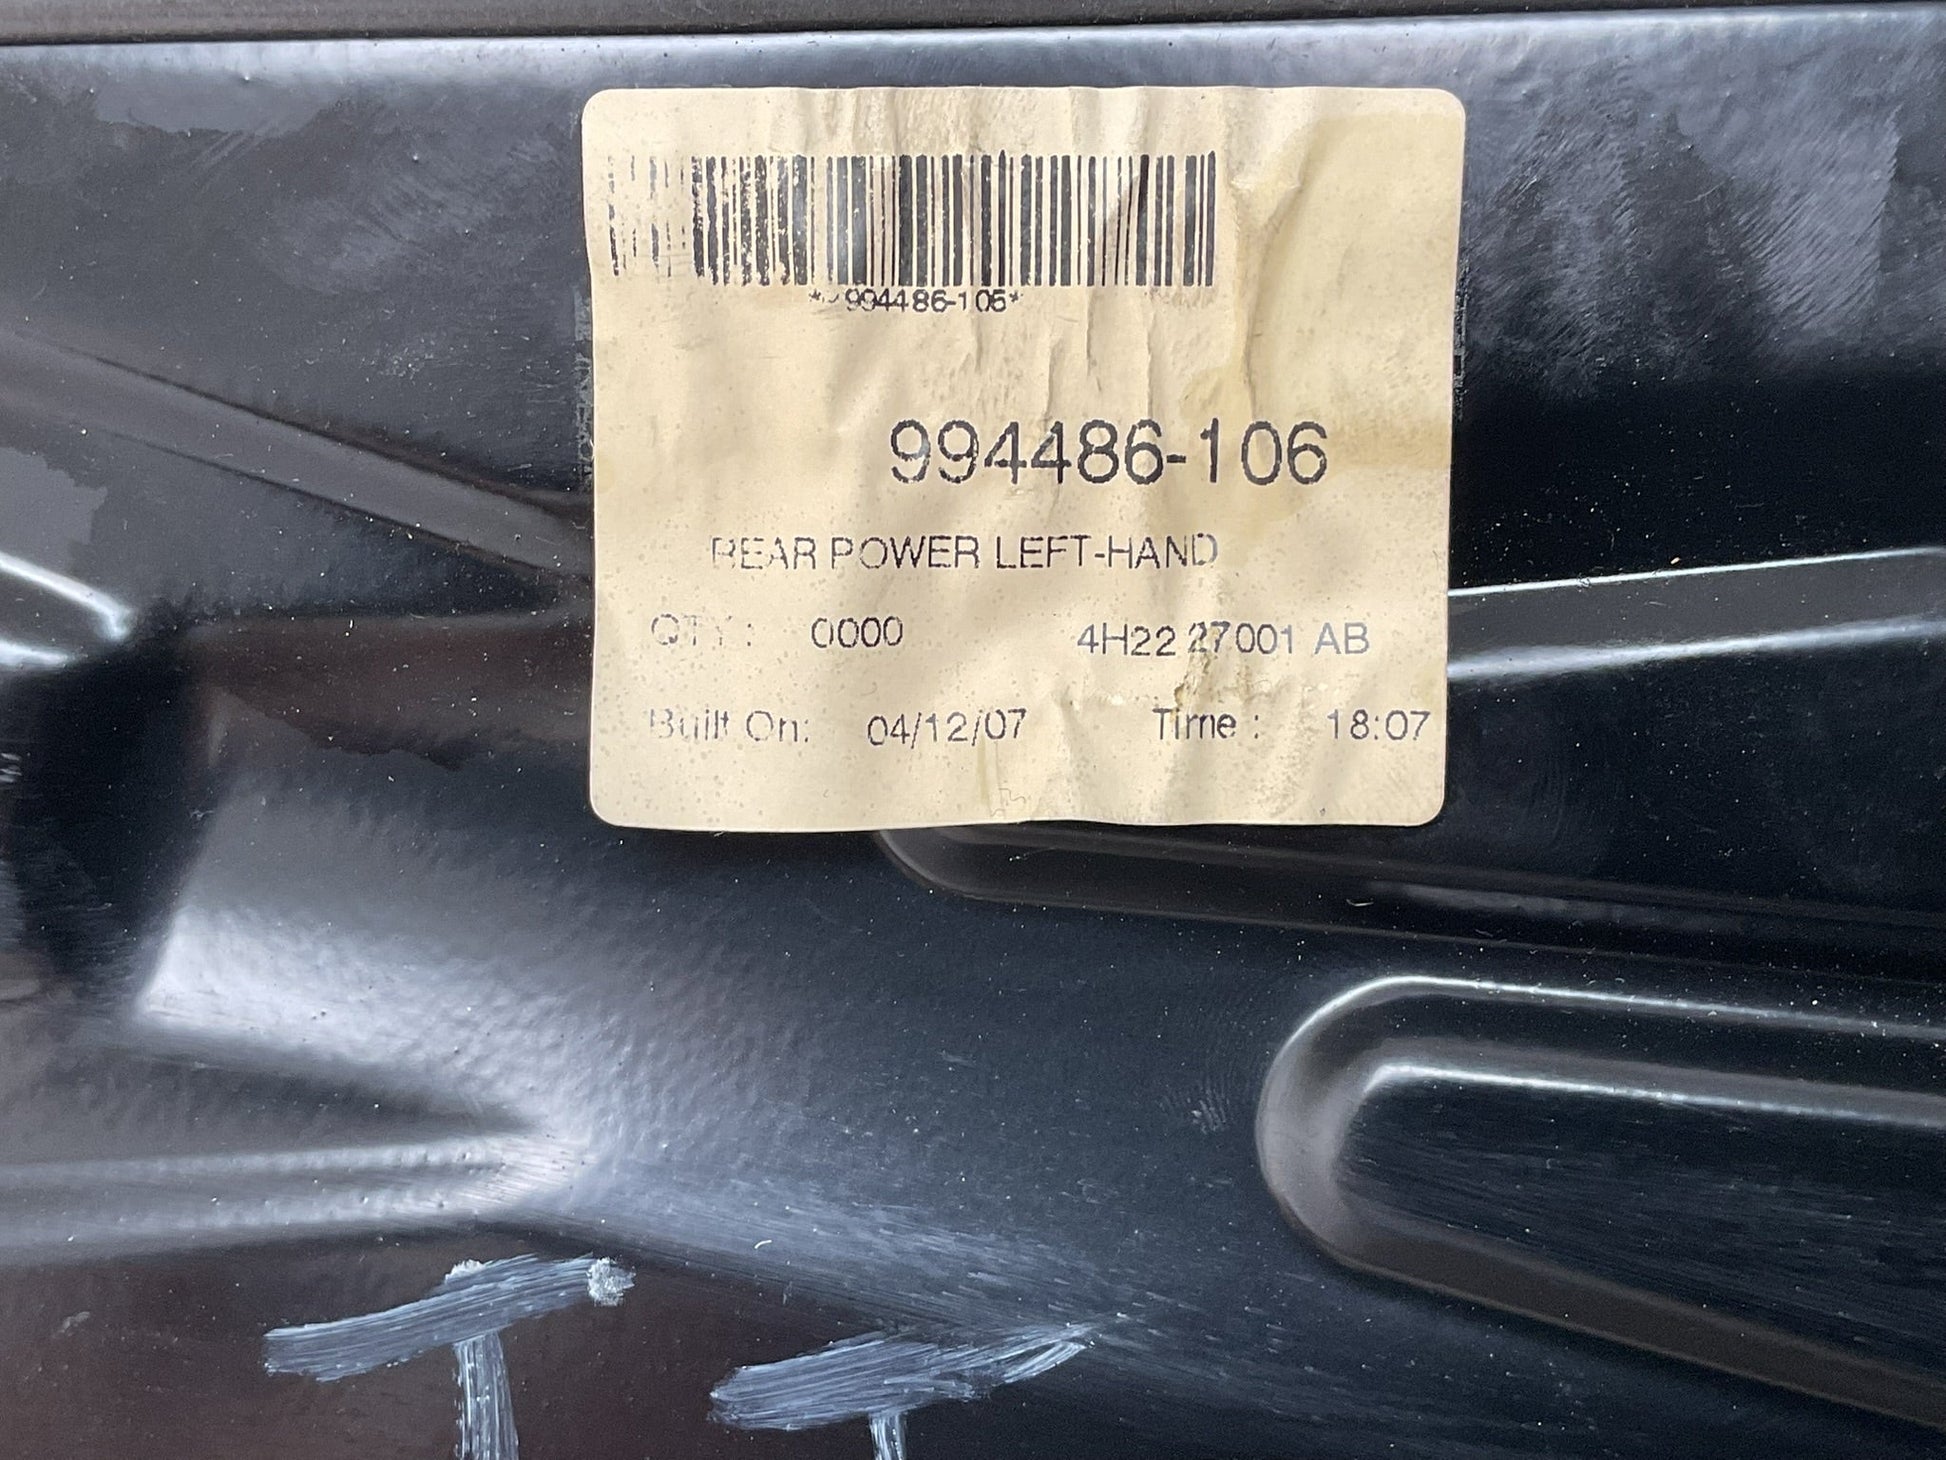 994486-106*
994486-106
REAR POWER LEFT-HAND
QTY : 0000 4H22 27001 AB
Built On: 04/12/07 Time : 18:07